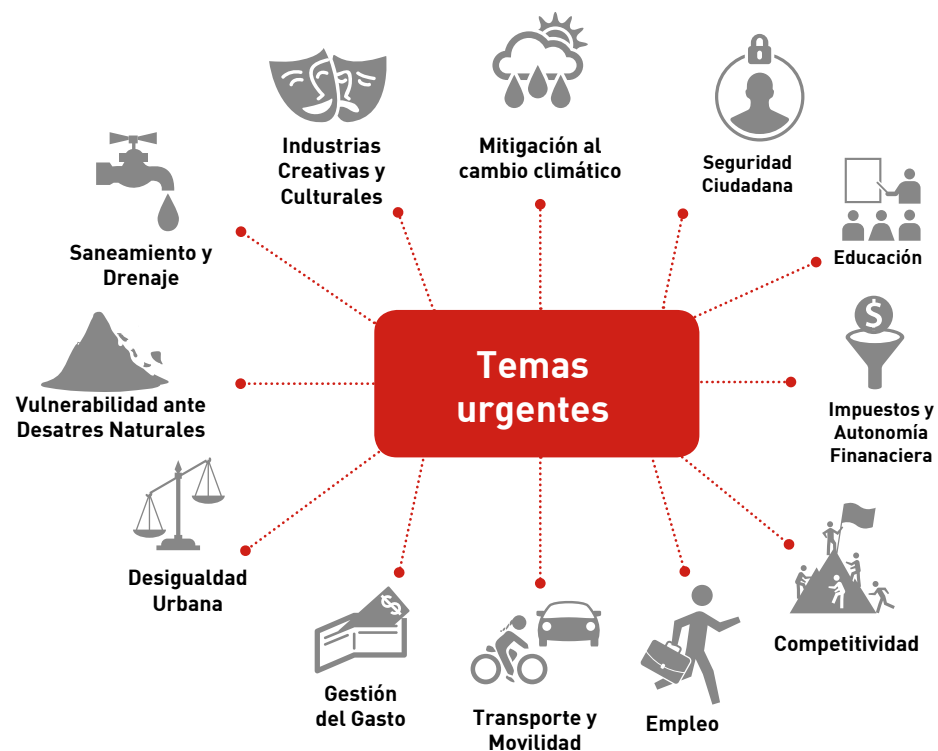 Industrias
Creativas y
Culturales
Mitigación al
cambio climático
Seguridad
Ciudadana
Educación
Saneamiento y
Drenaje
Temas
urgentes
$
Impuestos y
Autonomía
Finanaciera
Vulnerabilidad ante
Desatres Naturales
Desigualdad
Urbana
$
Gestión
del Gasto
Transporte y
Movilidad
Empleo
Competitividad